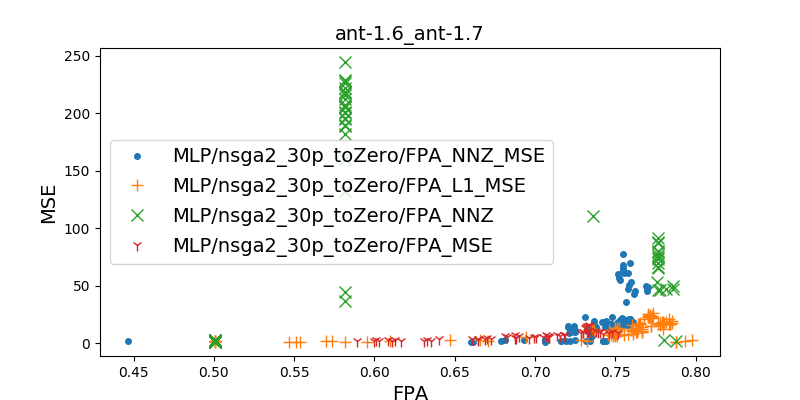 ant-1.6_ant-1.7
250
200
150
100
50
0
MSE
MLP/nsga2_30p_toZero/FPA_NNZ_MSE
MLP/nsga2_30p_toZero/FPA_L1_MSE
MLP/nsga2_30p_toZero/FPA_NNZ
MLP/nsga2_30p_toZero/FPA_MSE
0.45 0.50 0.55 0.60 0.65 0.70 0.75 0.80
FPA